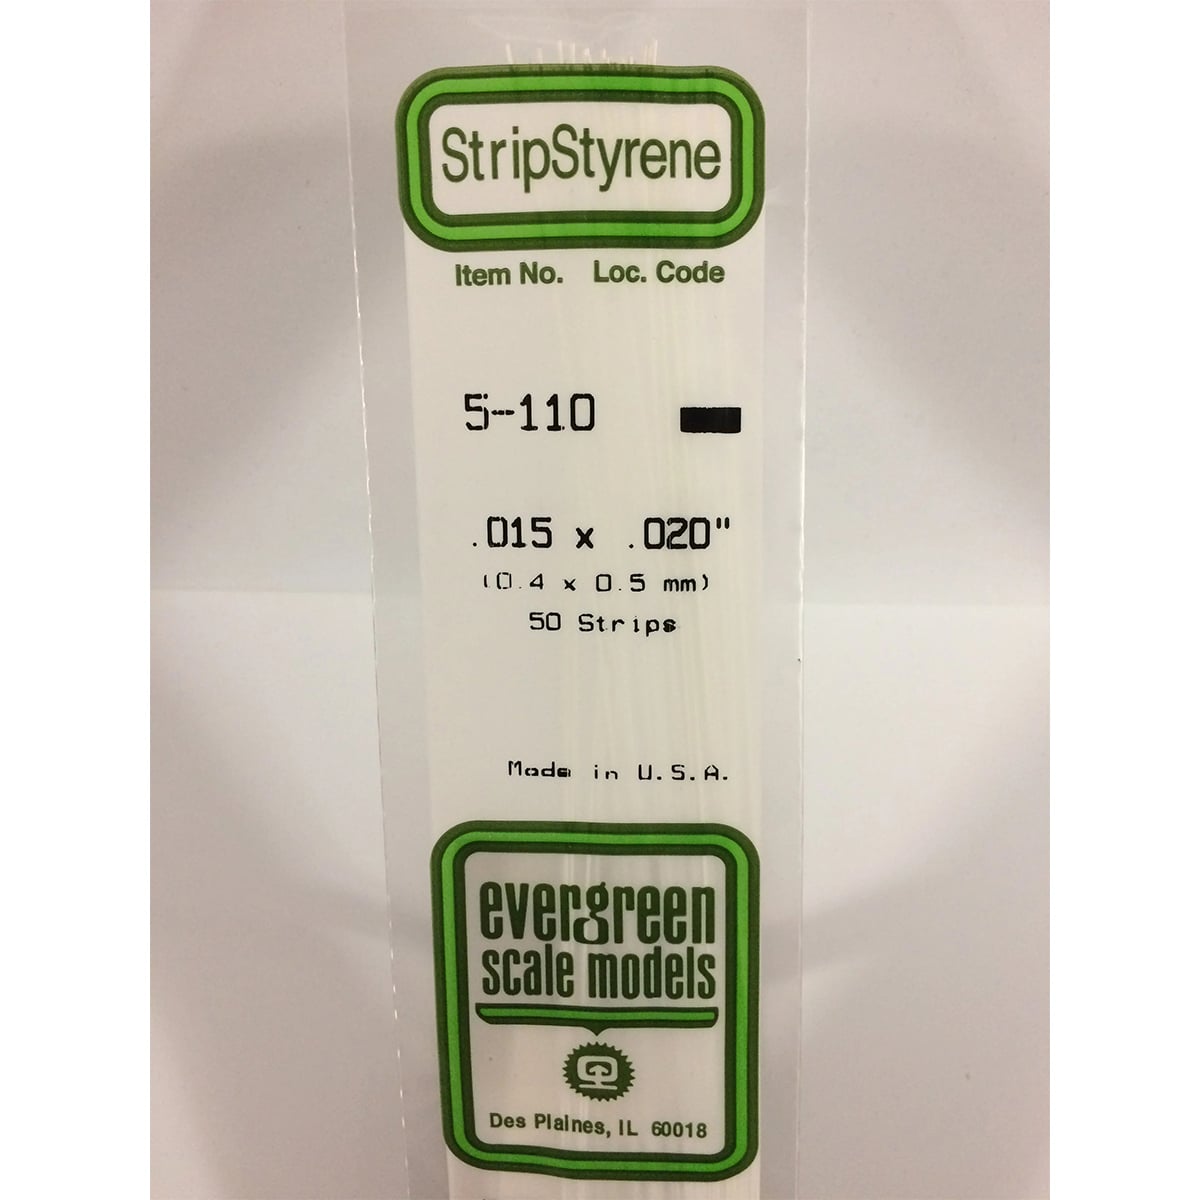 StripStyrene
Item No. Loc. Code
5-110
.015 x .020"
(0.4 x 0.5 mm)
50 Strips
Made in U.S.A.
evergreen
scale models
Des Plaines, IL 60018